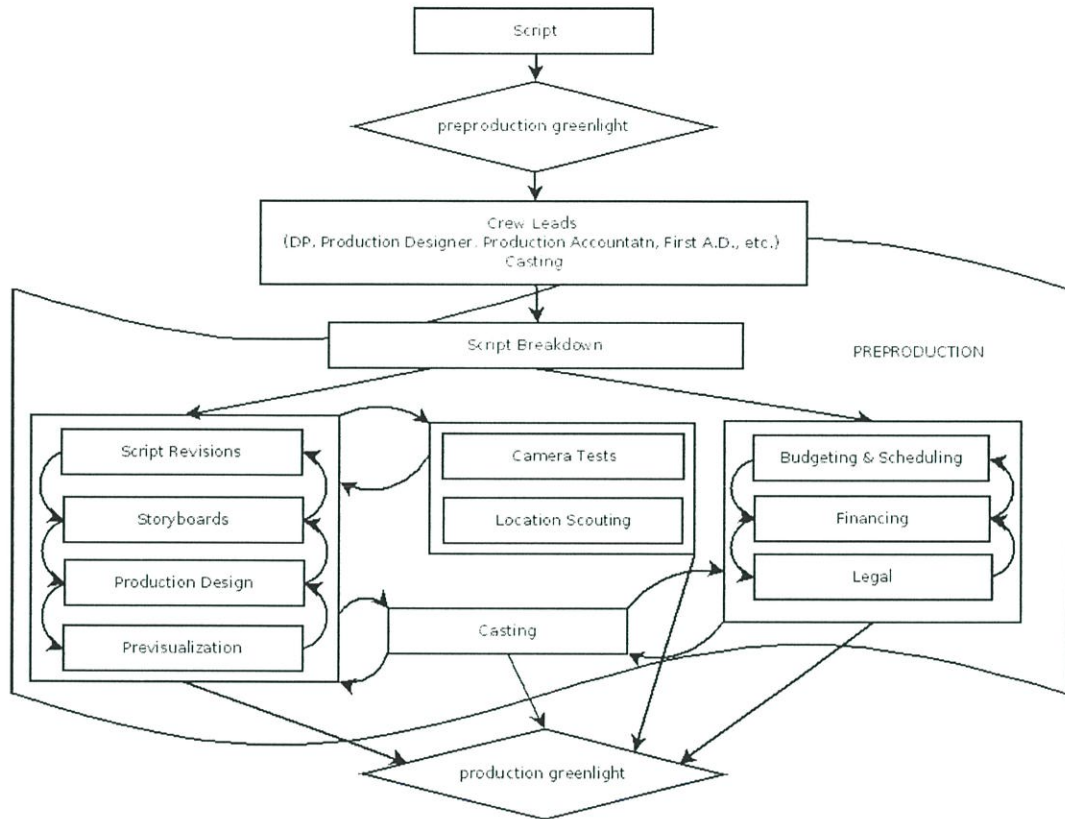 Script
preproduction greenlight
Crew Leads
(DP, Production Designer, Production Accountatn, First A.D., etc.)
Casting
Script Breakdown
PREPRODUCTION
Script Revisions
Storyboards
Production Design
Previsualization
Camera Tests
Location Scouting
Budgeting & Scheduling
Financing
Legal
Casting
production greenlight